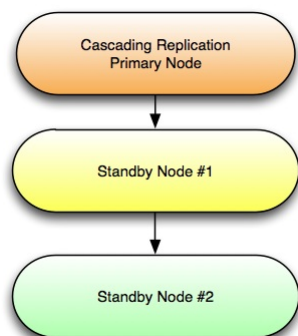 Cascading Replication
Primary Node
Standby Node #1
Standby Node #2